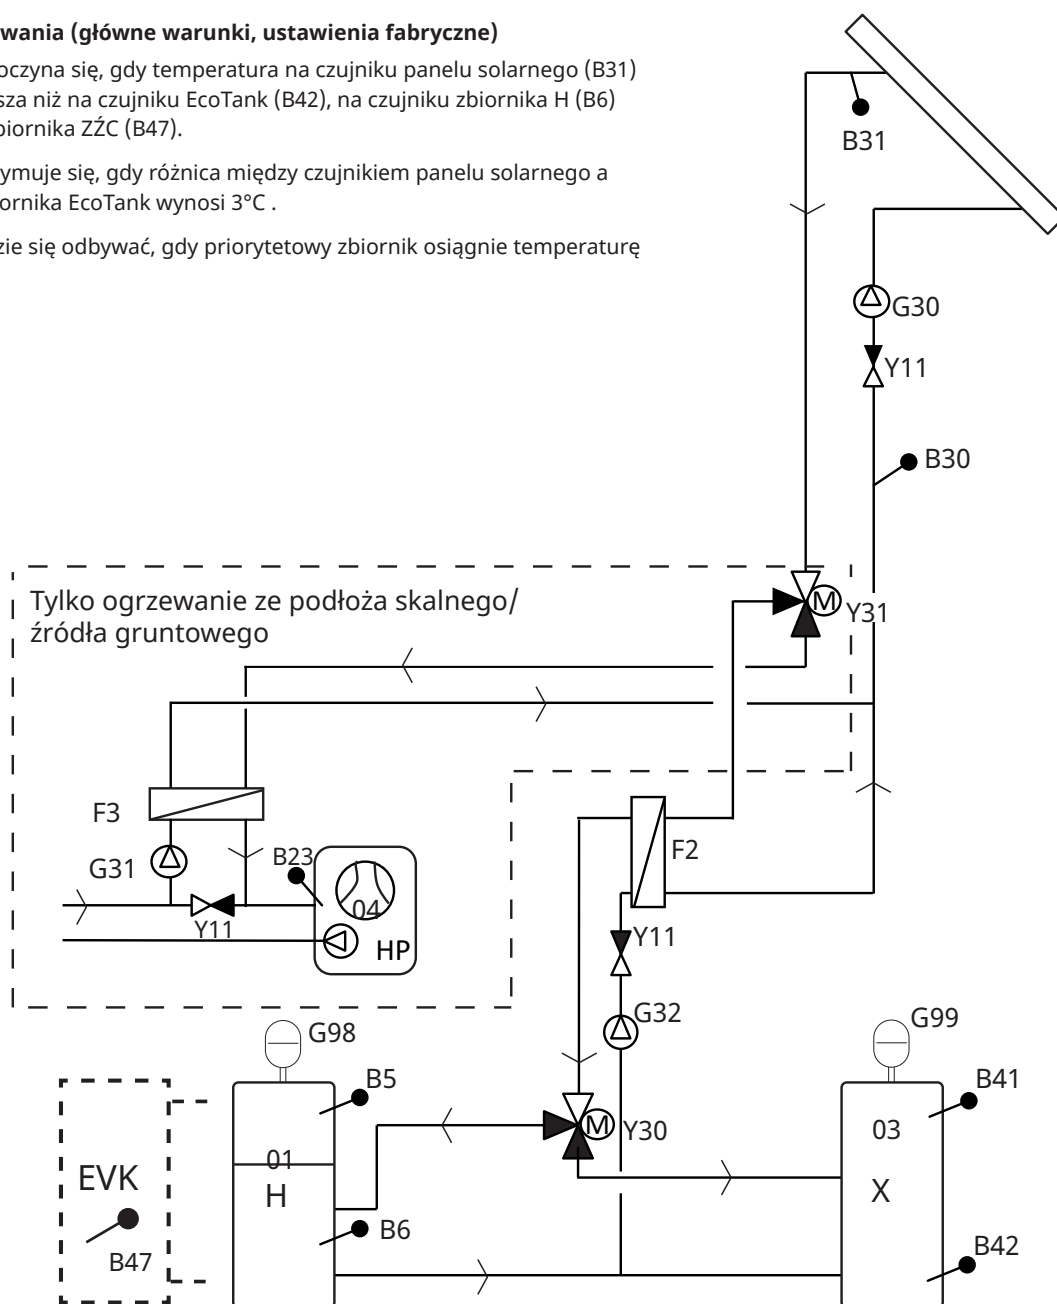 wania (główne warunki, ustawienia fabryczne)
oczyna się, gdy temperatura na czujniku panelu solarnego (B31)
sza niż na czujniku EcoTank (B42), na czujniku zbiornika H (B6)
biornika ZŹC (B47).
ymuje się, gdy różnica między czujnikiem panelu solarnego a
ornika EcoTank wynosi 3°C .
zie się odbywać, gdy priorytetowy zbiornik osiągnie temperaturę
B31
G30
Y11
B30
Tylko ogrzewanie ze podłoża skalnego/
źródła gruntowego
M
Y31
F3
F2
G31
B23
04
Y11
HP
Y11
G32
G98
G99
B5
B41
M
Y30
03
01
EVK
H
X
B6
B47
B42